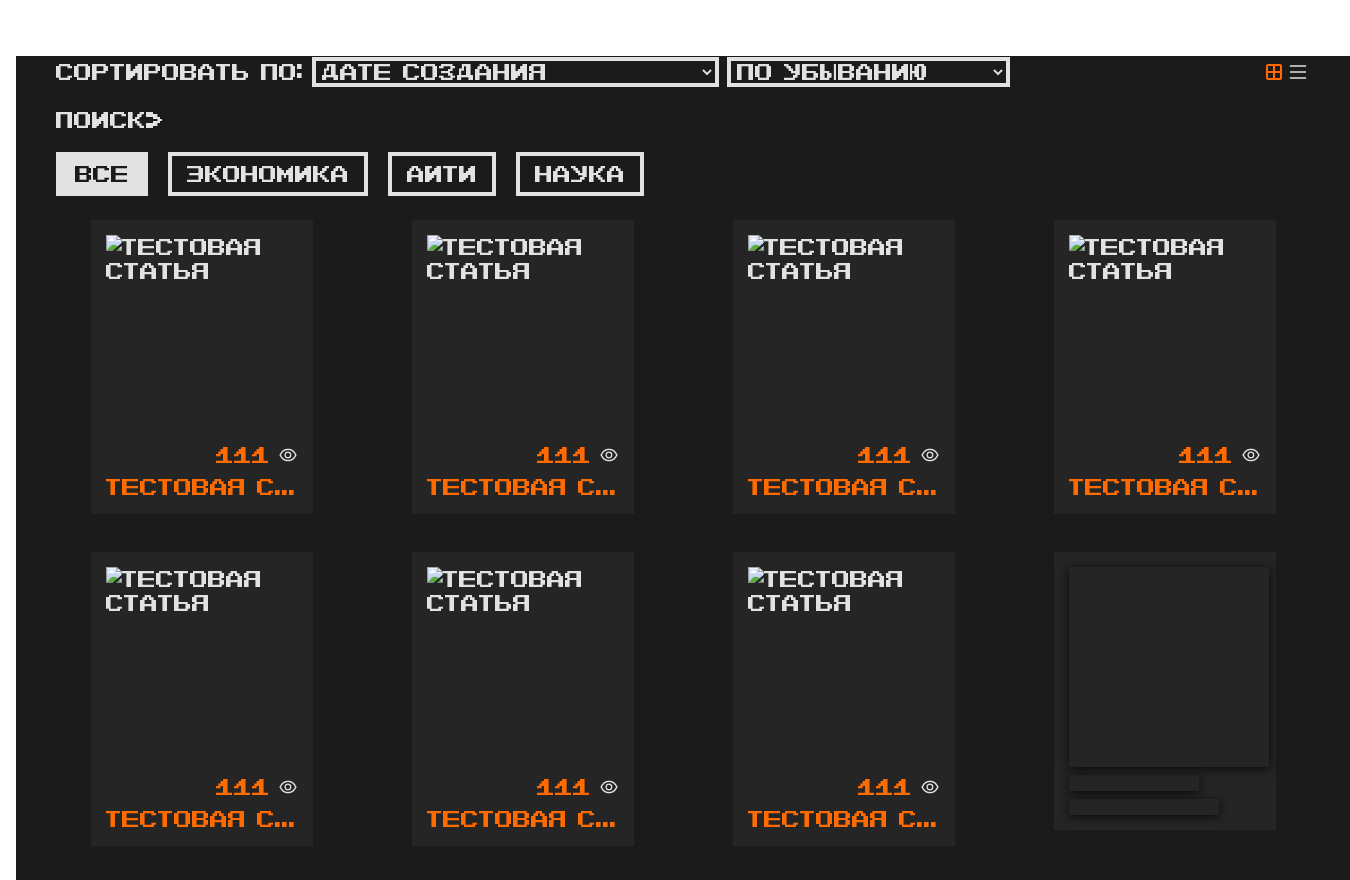 СОРТИРОВАТЬ ПО: ДАТЕ СОЗДАНИЯ ПО УБЫВАНИЮ
ПОИСК>
ВСЕ ЭКОНОМИКА АЙТИ НАУКА
ТЕСТОВАЯ ТЕСТОВАЯ ТЕСТОВАЯ ТЕСТОВАЯ
СТАТЬЯ СТАТЬЯ СТАТЬЯ СТАТЬЯ
111 111 111 111
ТЕСТОВАЯ С... ТЕСТОВАЯ С... ТЕСТОВАЯ С... ТЕСТОВАЯ С...
ТЕСТОВАЯ ТЕСТОВАЯ ТЕСТОВАЯ
СТАТЬЯ СТАТЬЯ СТАТЬЯ
111 111 111
ТЕСТОВАЯ С... ТЕСТОВАЯ С... ТЕСТОВАЯ С...